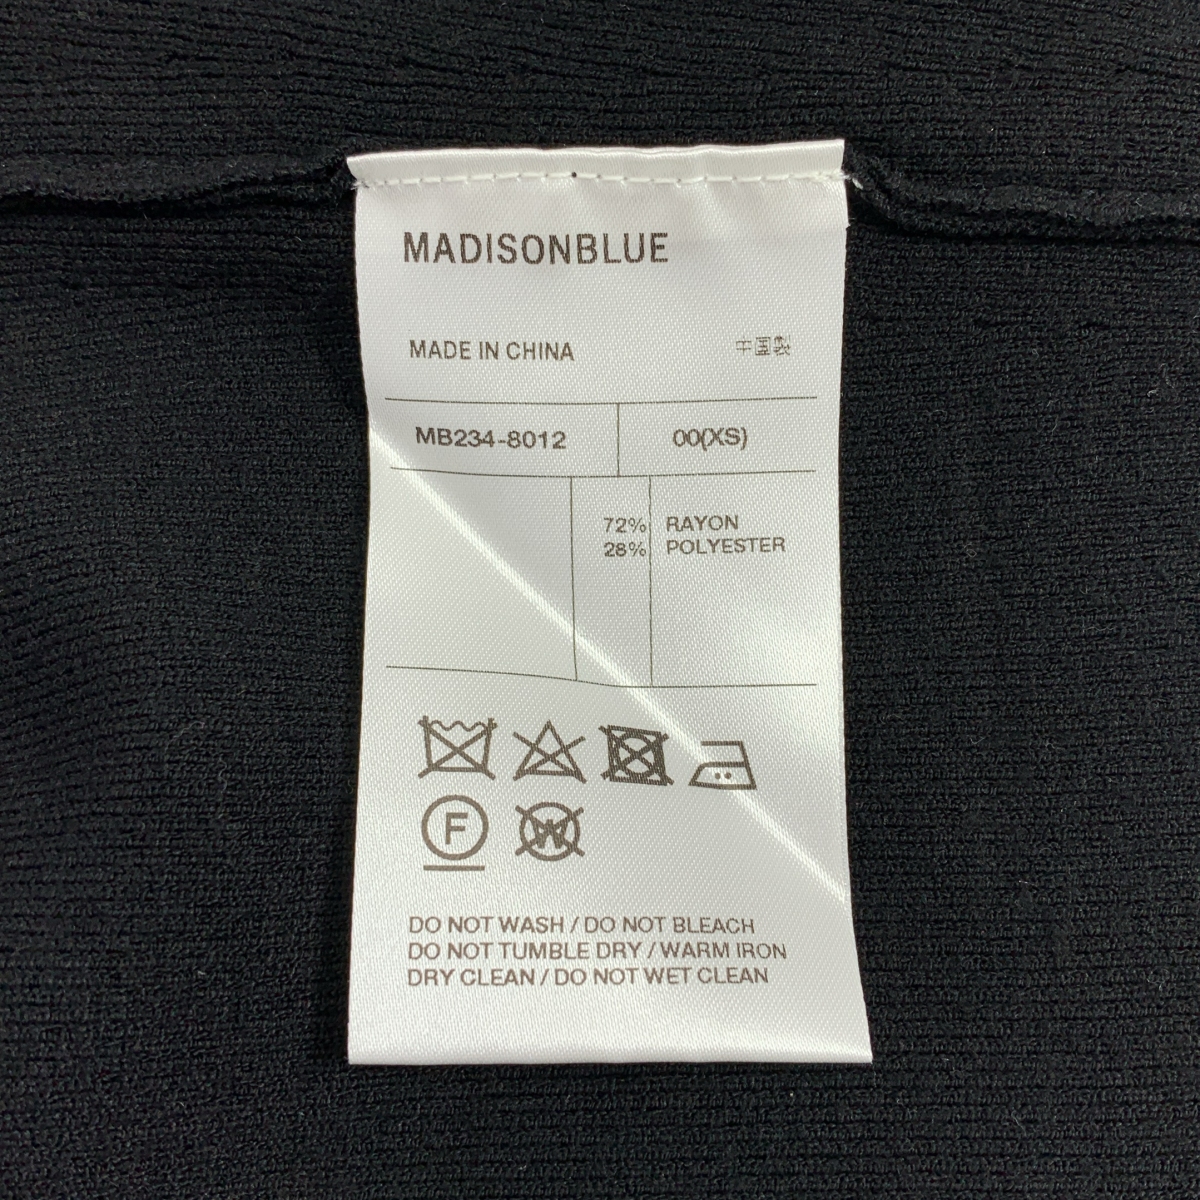 MADISONBLUE
MADE IN CHINA 中国製
MB234-8012 00(XS)
72% RAYON
28% POLYESTER
F W
DO NOT WASH / DO NOT BLEACH
DO NOT TUMBLE DRY / WARM IRON
DRY CLEAN / DO NOT WET CLEAN